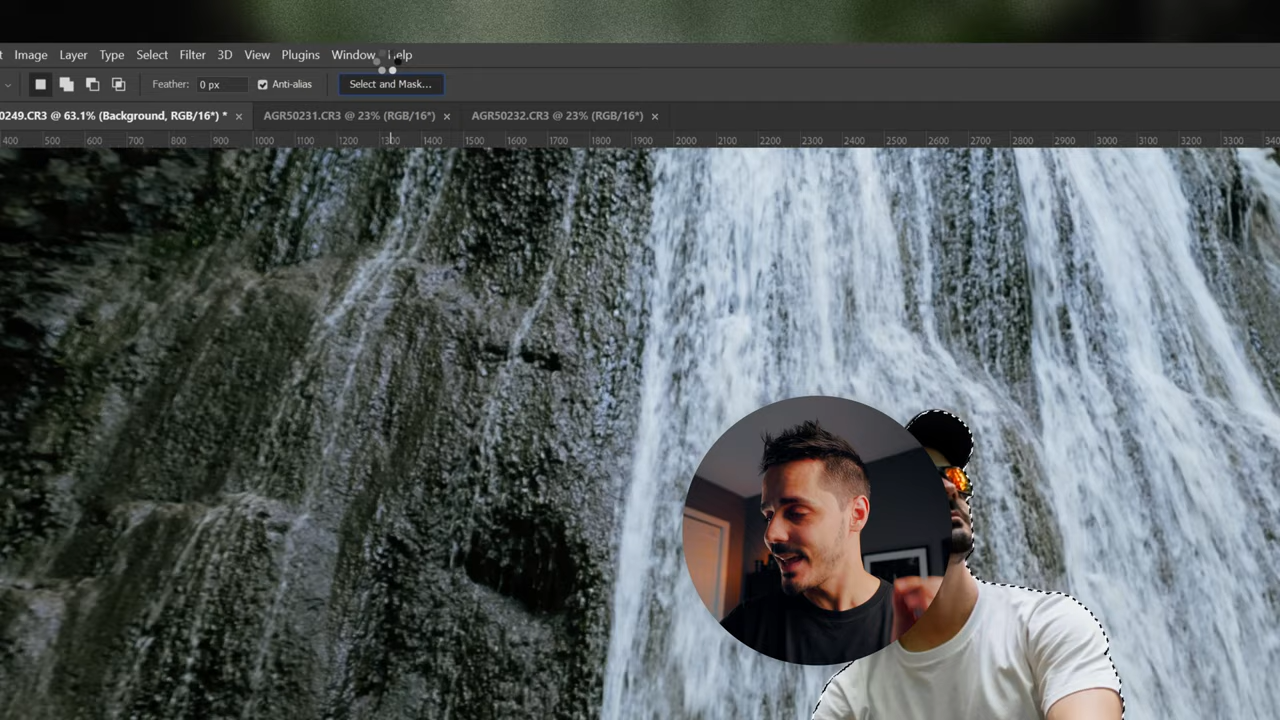 t Image Layer Type Select Filter 3D View Plugins Window Help
Feather: 0 px Anti-alias Select and Mask...
0249.CR3 @ 63.1% (Background, RGB/16*) * × AGR50231.CR3 @ 23% (RGB/16*) × AGR50232.CR3 @ 23% (RGB/16*) ×
400 500 600 700 800 900 1000 1100 1200 1300 1400 1500 1600 1700 1800 1900 2000 2100 2200 2300 2400 2500 2600 2700 2800 2900 3000 3100 3200 3300 340